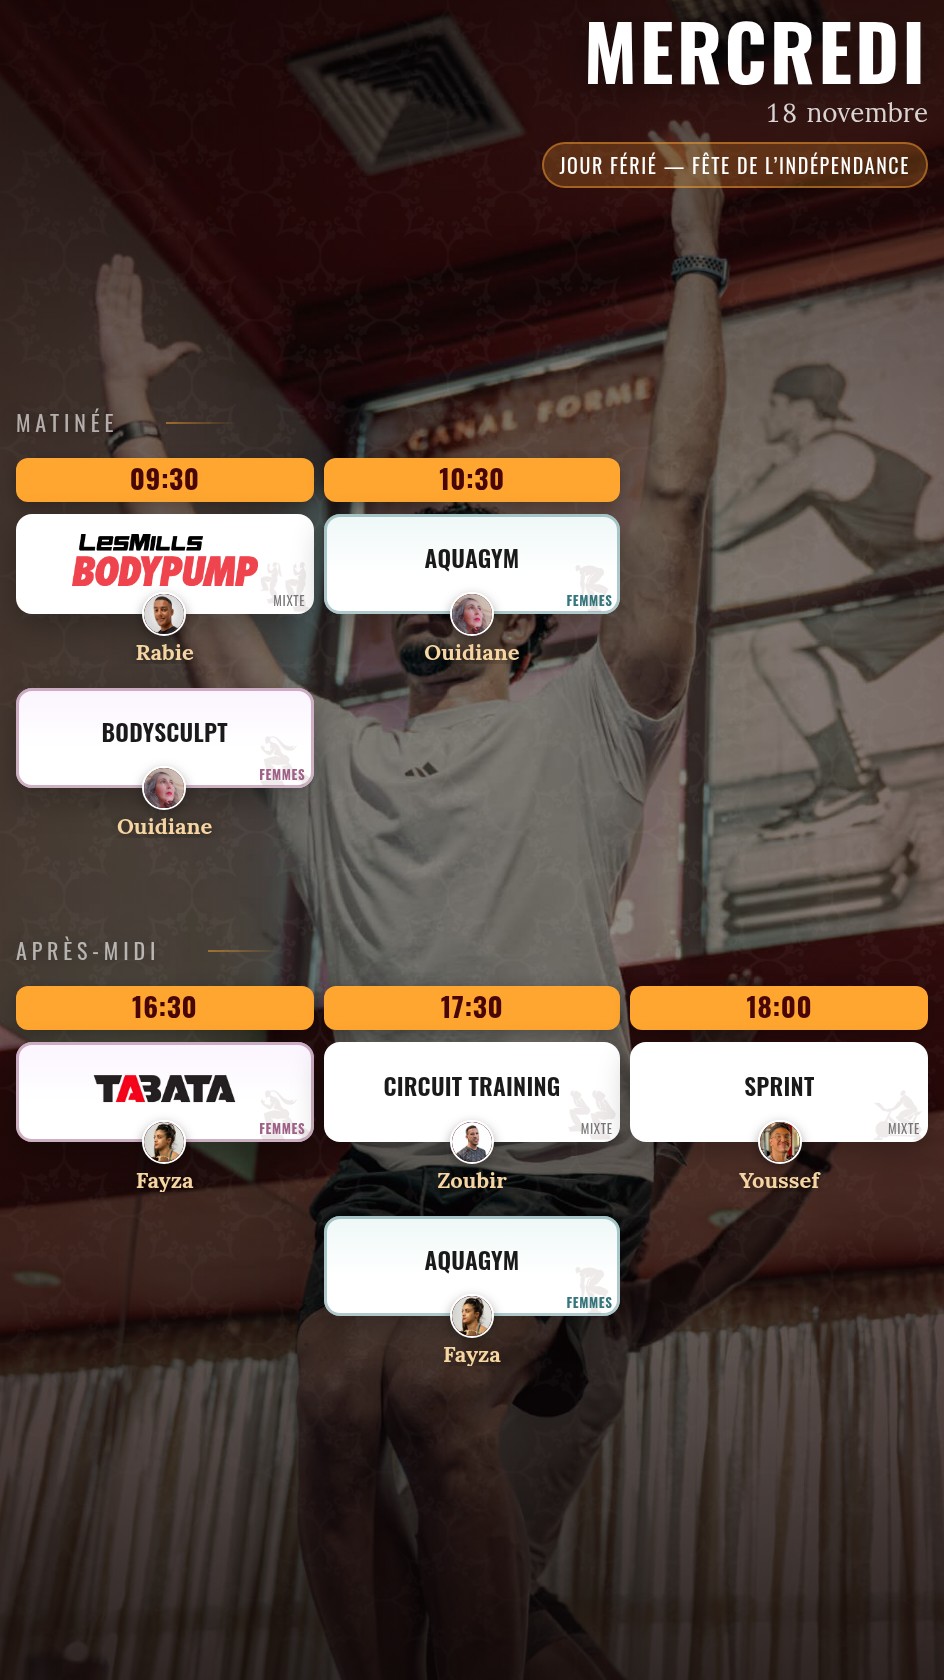 MERCREDI
18 novembre
JOUR FÉRIÉ — FÊTE DE L’INDÉPENDANCE
CANAL FORME
MATINÉE
09:30
LESMILLS
BODYPUMP
MIXTE
Rabie
BODYSCULPT
FEMMES
Ouidiane
10:30
AQUAGYM
FEMMES
Ouidiane
APRÈS-MIDI
16:30
TABATA
FEMMES
Fayza
17:30
CIRCUIT TRAINING
MIXTE
Zoubir
AQUAGYM
FEMMES
Fayza
18:00
SPRINT
MIXTE
Youssef